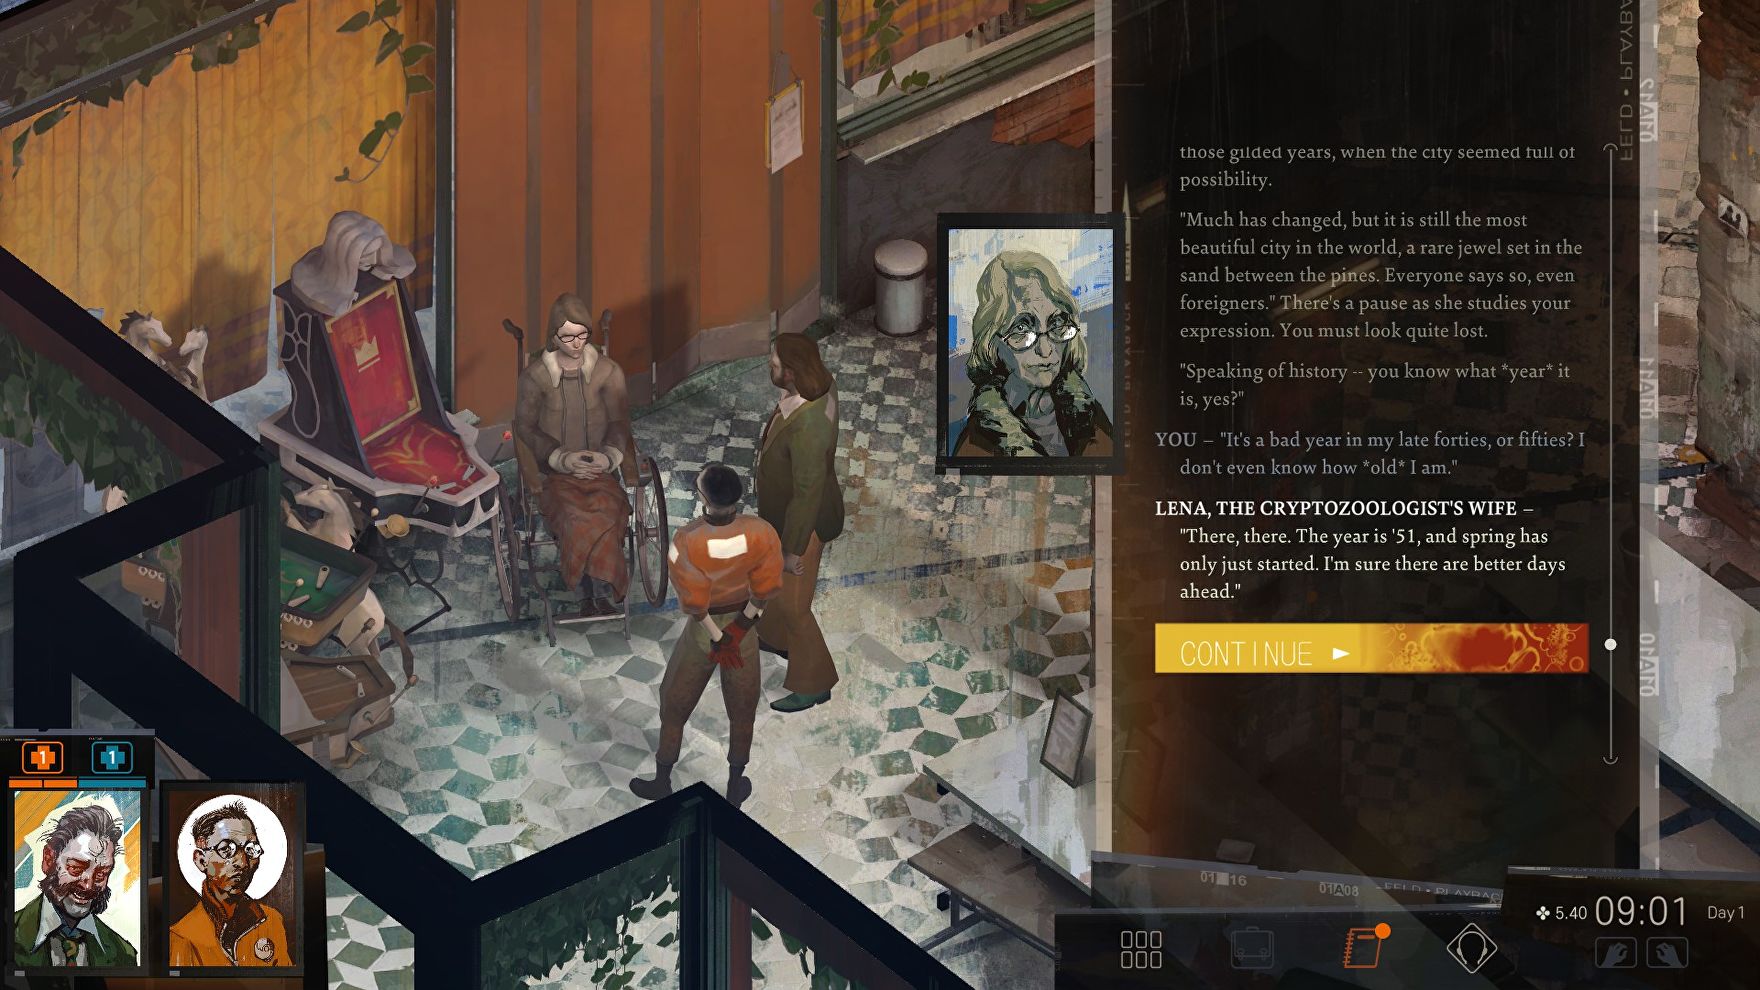 those gilded years, when the city seemed full of
possibility.
"Much has changed, but it is still the most
beautiful city in the world, a rare jewel set in the
sand between the pines. Everyone says so, even
foreigners." There's a pause as she studies your
expression. You must look quite lost.
"Speaking of history -- you know what *year* it
is, yes?"
YOU – "It's a bad year in my late forties, or fifties? I
don't even know how *old* I am."
LENA, THE CRYPTOZOOLOGIST'S WIFE –
"There, there. The year is '51, and spring has
only just started. I'm sure there are better days
ahead."
CONTINUE ►
1
1
01A08
FELD • PLAYBACK
5.40 09:01 Day 1